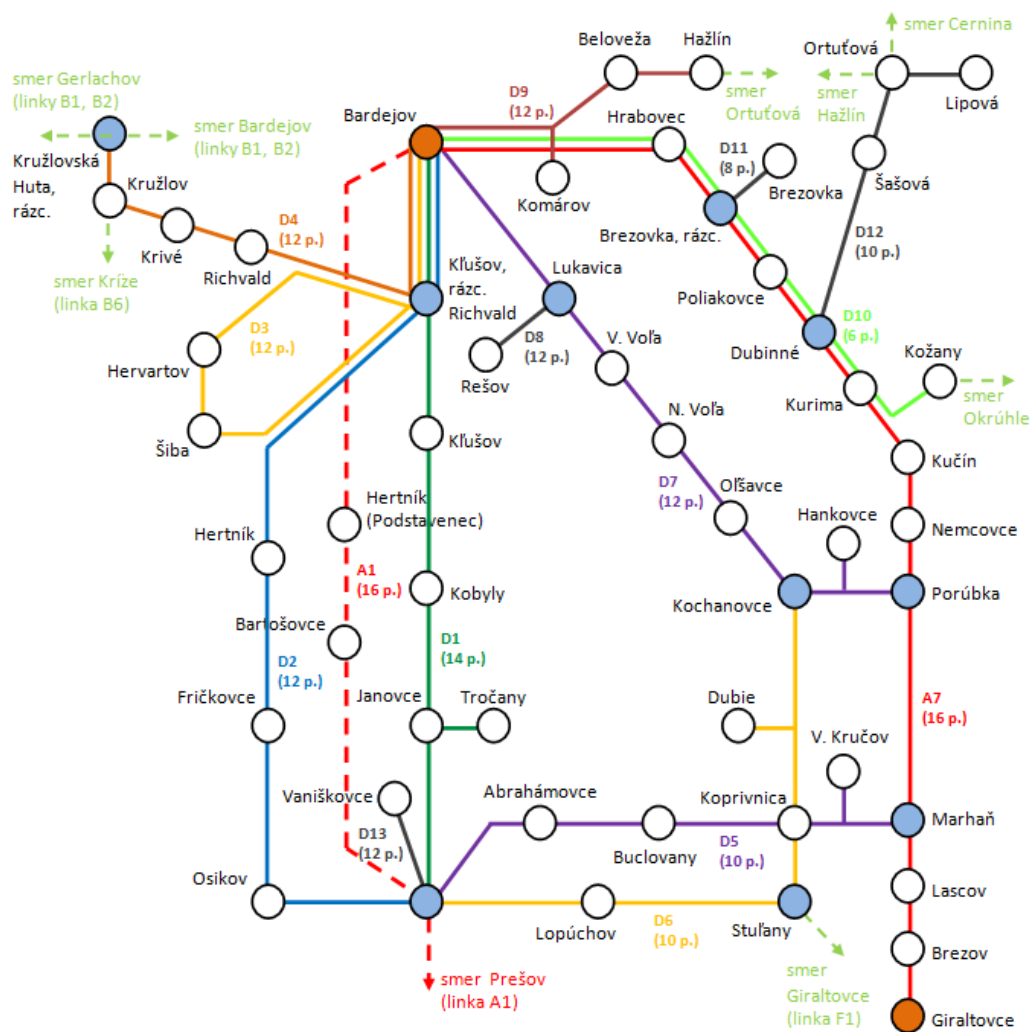 smer Cernina
Ortuťová
Beloveža
Hažlín
smer Gerlachov
(linky B1, B2)
smer
Ortuťová
smer
Hažlín
Lipová
D9
(12 p.)
Bardejov
Hrabovec
smer Bardejov
(linky B1, B2)
D11
(8 p.)
Kružlovská
Huta,
rázc.
Kružlov
Komárov
Brezovka
Šašová
D4
(12 p.)
Brezovka, rázc.
D12
(10 p.)
Krivé
Richvald
smer Kríze
(linka B6)
Kľušov,
rázc.
Richvald
Lukavica
Poliakovce
D3
(12 p.)
D8
(12 p.)
D10
(6 p.)
Dubinné
Kožany
Hervartov
Rešov
V. Voľa
Kurima
smer
Okrúhle
Šiba
Kľušov
N. Voľa
Kučín
D7
(12 p.)
Oľšavce
Hertník
(Podstavenec)
Hankovce
Nemcovce
Hertník
A1
(16 p.)
Kobyly
Kochanovce
Porúbka
Bartošovce
D1
(14 p.)
D2
(12 p.)
Fričkovce
Janovce
Tročany
Dubie
A7
(16 p.)
V. Kručov
Vaniškovce
Abrahámovce
Koprivnica
Marhaň
D13
(12 p.)
Buclovany
D5
(10 p.)
Osikov
Lascov
Lopúchov
D6
(10 p.)
Stuľany
Brezov
smer Prešov
(linka A1)
smer
Giraltovce
(linka F1)
Giraltovce